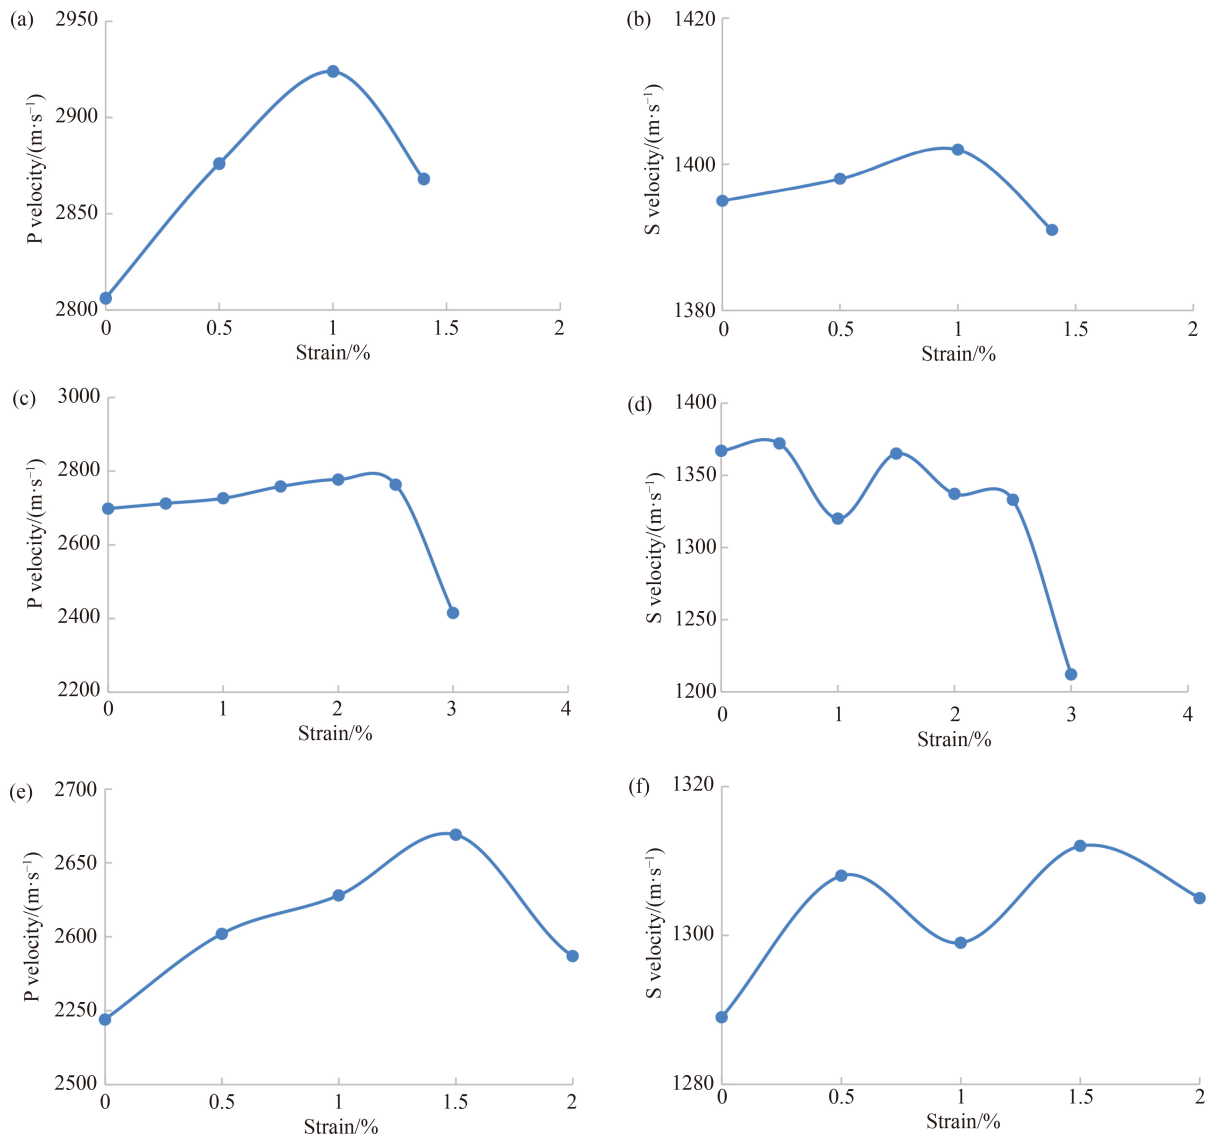 (a)
2950
2900
2850
2800
P velocity/(m·s⁻¹)
0 0.5 1 1.5 2
Strain/%
(b)
1420
1400
1380
S velocity/(m·s⁻¹)
0 0.5 1 1.5 2
Strain/%
(c)
3000
2800
2600
2400
2200
P velocity/(m·s⁻¹)
0 1 2 3 4
Strain/%
(d)
1400
1350
1300
1250
1200
S velocity/(m·s⁻¹)
0 1 2 3 4
Strain/%
(e)
2700
2650
2600
2250
2500
P velocity/(m·s⁻¹)
0 0.5 1 1.5 2
Strain/%
(f)
1320
1300
1280
S velocity/(m·s⁻¹)
0 0.5 1 1.5 2
Strain/%